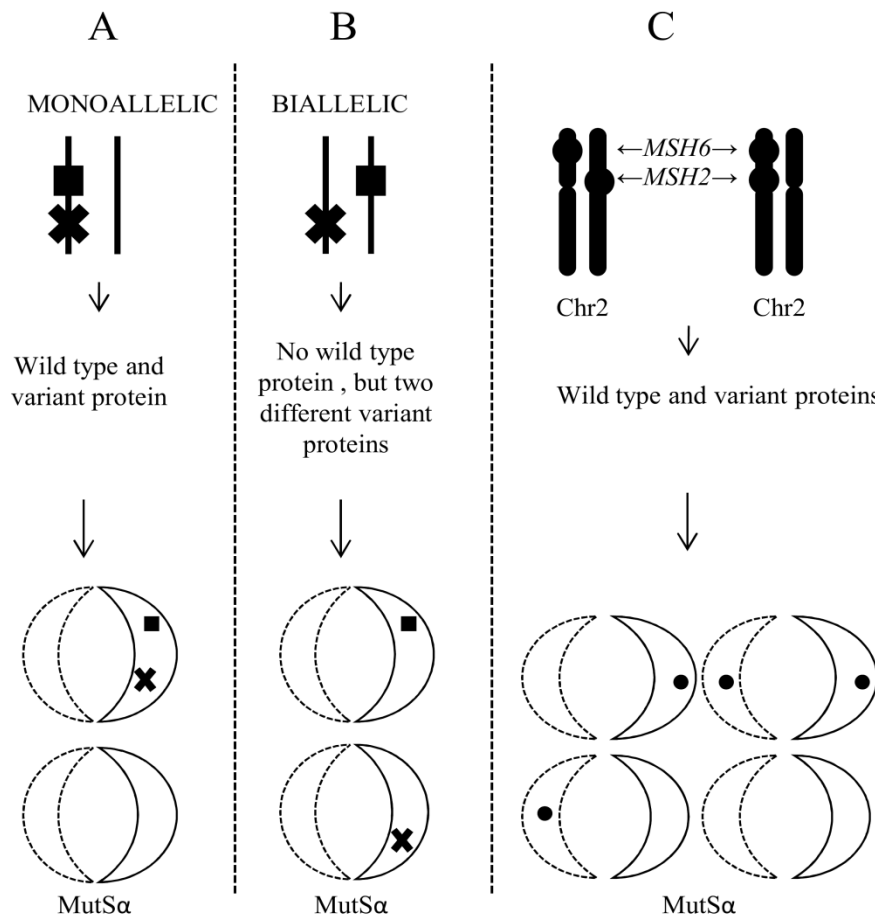 A
B
C
MONOALLELIC
BIALLELIC
←MSH6→
←MSH2→
Chr2
Chr2
Wild type and
variant protein
No wild type
protein , but two
different variant
proteins
Wild type and variant proteins
MutSα
MutSα
MutSα